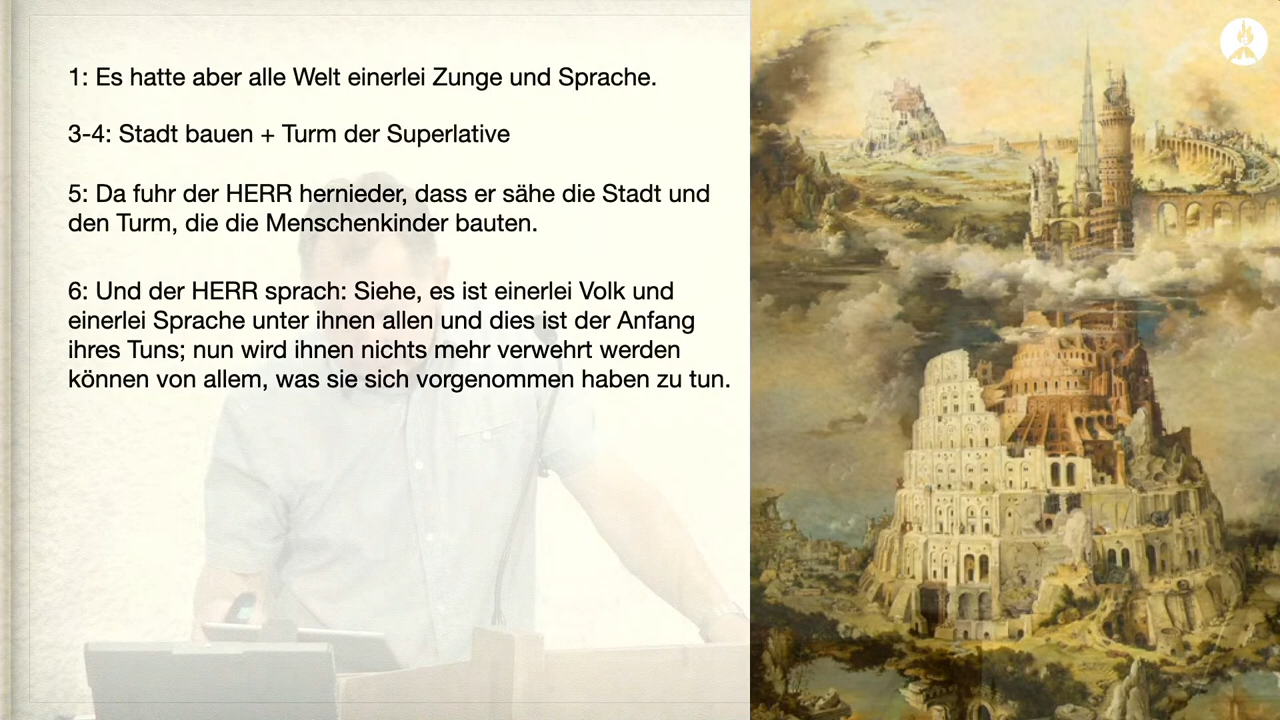 1: Es hatte aber alle Welt einerlei Zunge und Sprache.
3-4: Stadt bauen + Turm der Superlative
5: Da fuhr der HERR hernieder, dass er sähe die Stadt und
den Turm, die die Menschenkinder bauten.
6: Und der HERR sprach: Siehe, es ist einerlei Volk und
einerlei Sprache unter ihnen allen und dies ist der Anfang
ihres Tuns; nun wird ihnen nichts mehr verwehrt werden
können von allem, was sie sich vorgenommen haben zu tun.